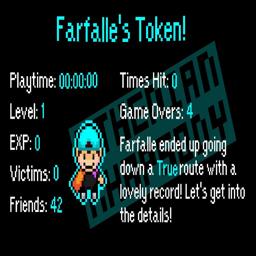 Farfalle's Token!
Playtime: 00:00:00
Level: 1
EXP: 0
Victims: 0
Friends: 42
Times Hit: 0
Game Overs: 4
Farfalle ended up going
down a True route with a
lovely record! Let's get into
the details!